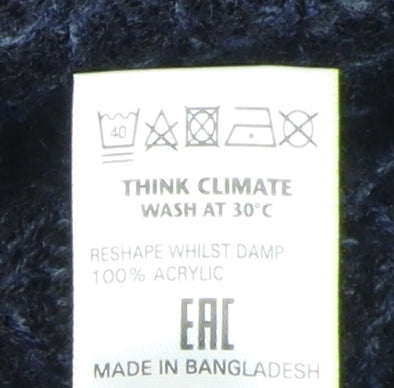 40
THINK CLIMATE
WASH AT 30°C
RESHAPE WHILST DAMP
100% ACRYLIC
EAC
MADE IN BANGLADESH